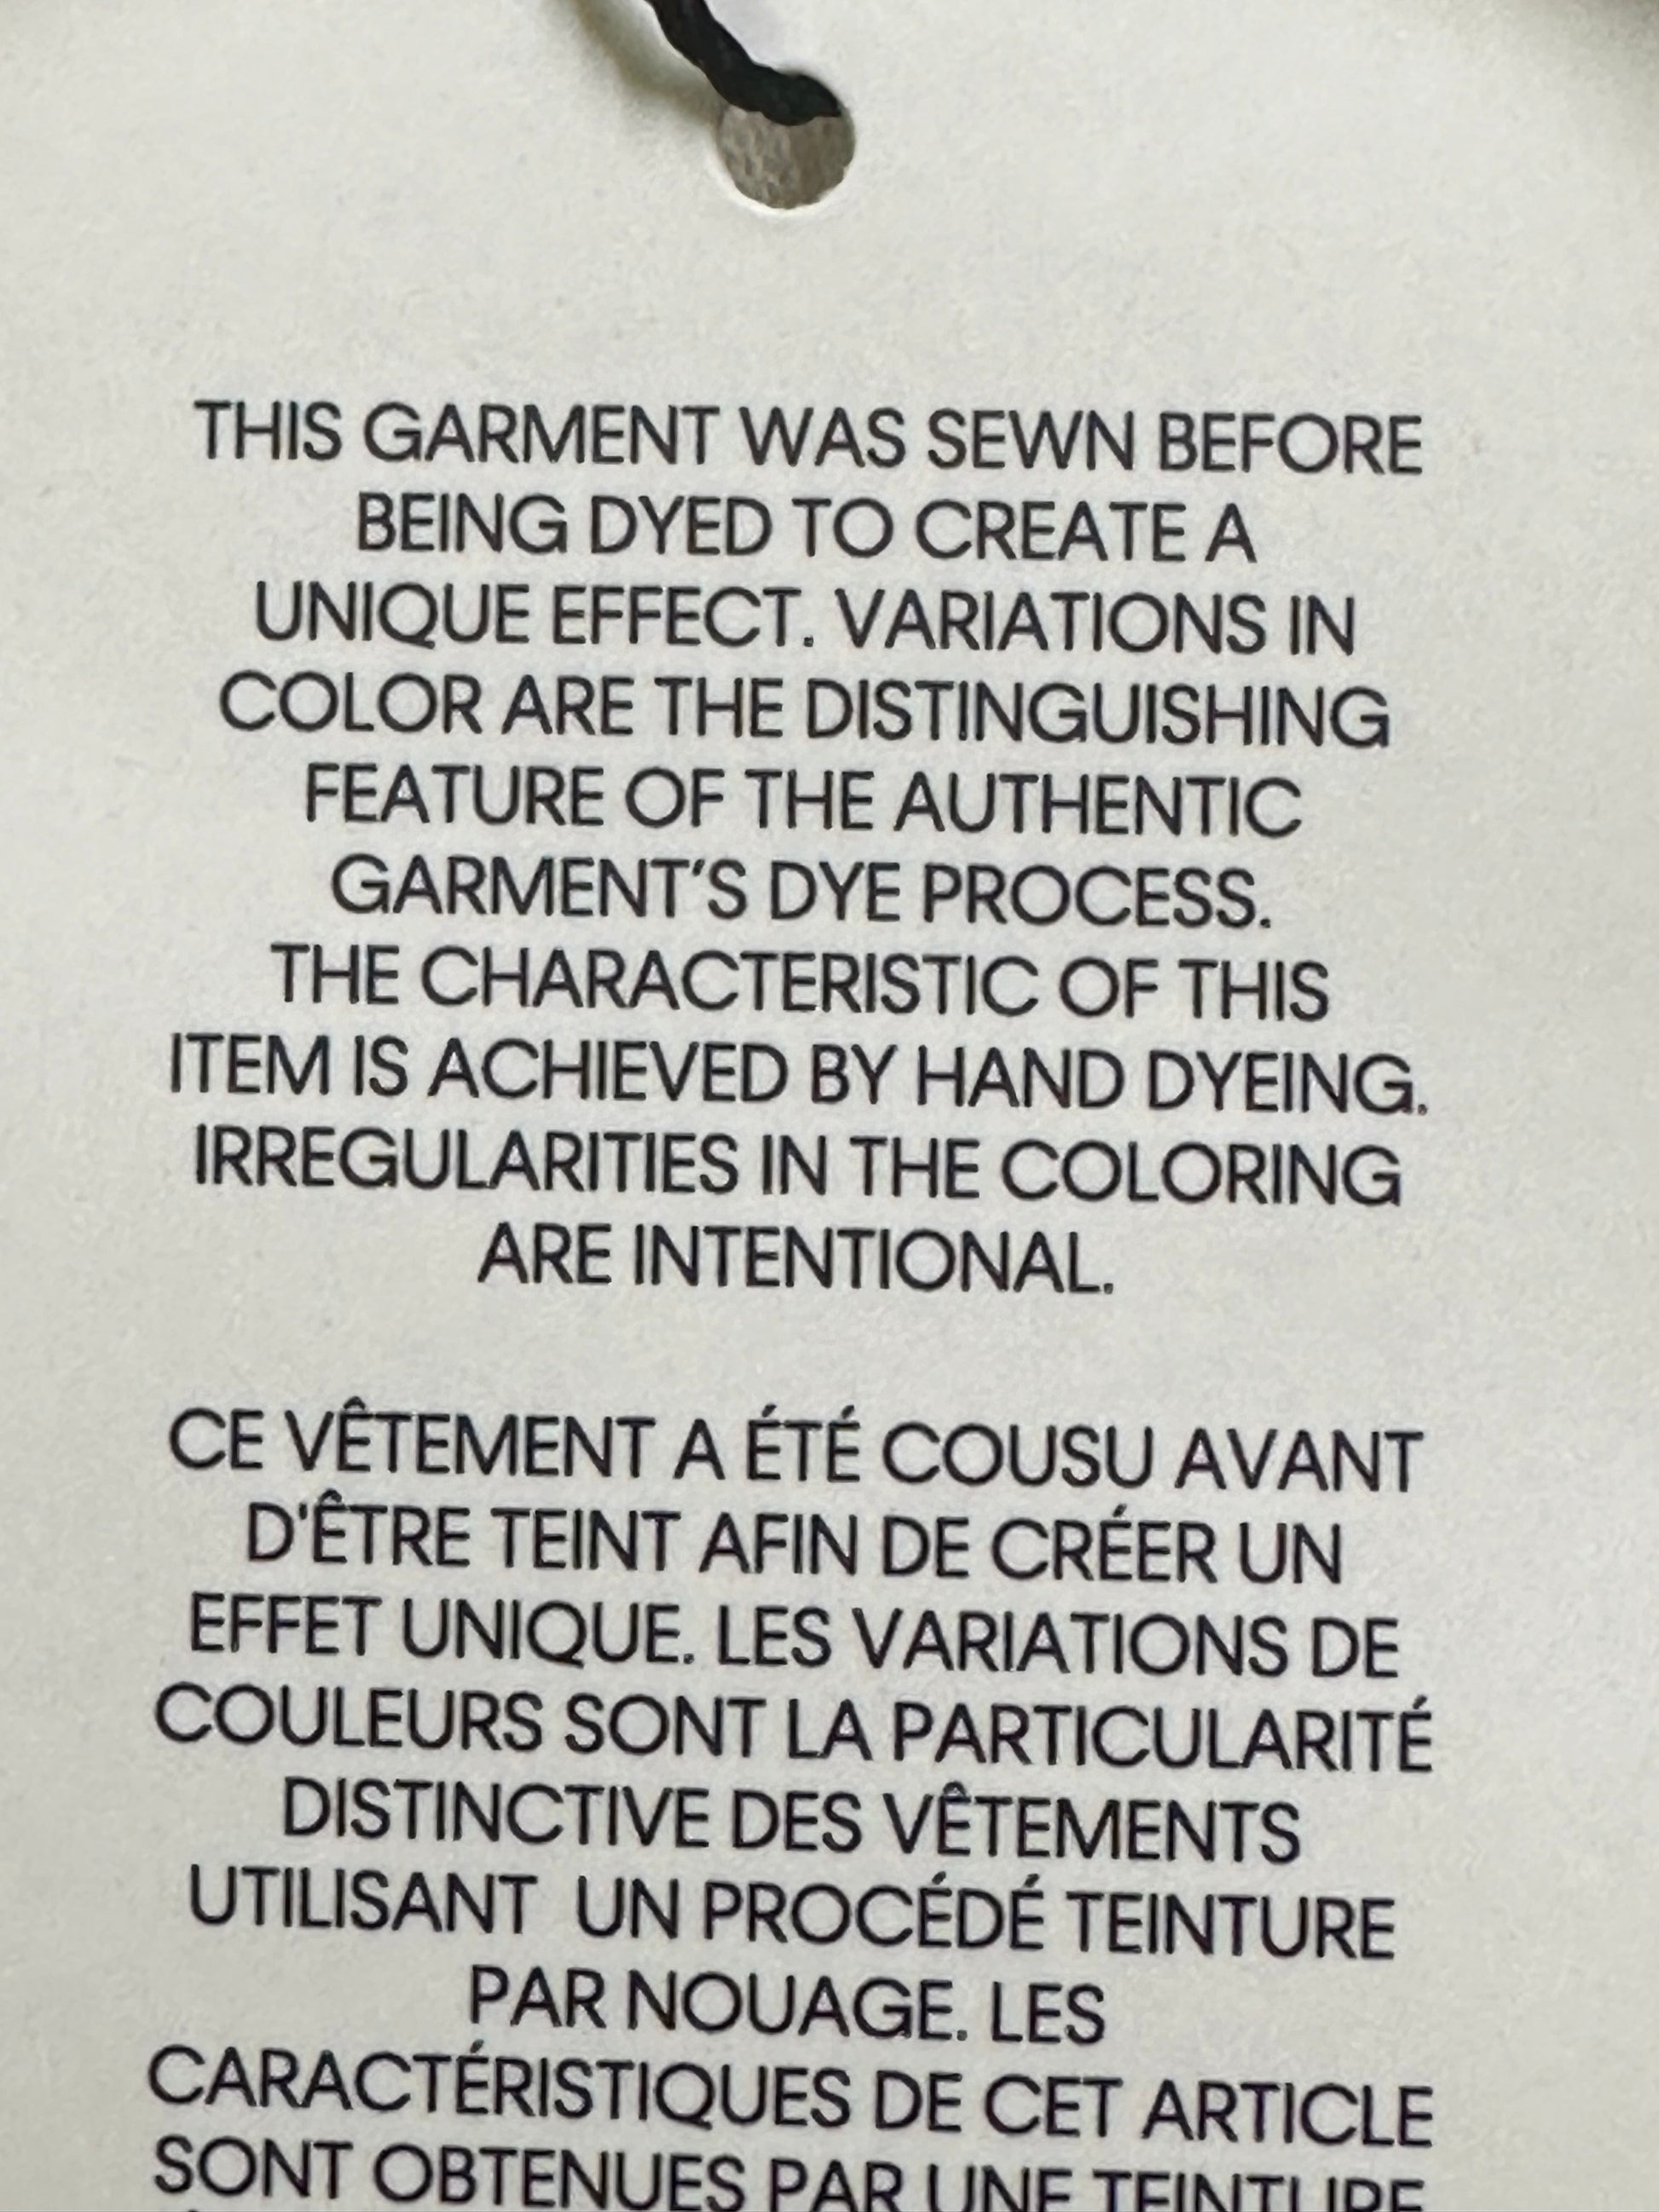 THIS GARMENT WAS SEWN BEFORE
BEING DYED TO CREATE A
UNIQUE EFFECT. VARIATIONS IN
COLOR ARE THE DISTINGUISHING
FEATURE OF THE AUTHENTIC
GARMENT’S DYE PROCESS.
THE CHARACTERISTIC OF THIS
ITEM IS ACHIEVED BY HAND DYEING.
IRREGULARITIES IN THE COLORING
ARE INTENTIONAL.
CE VÊTEMENT A ÉTÉ COUSU AVANT
D'ÊTRE TEINT AFIN DE CRÉER UN
EFFET UNIQUE. LES VARIATIONS DE
COULEURS SONT LA PARTICULARITÉ
DISTINCTIVE DES VÊTEMENTS
UTILISANT UN PROCÉDÉ TEINTURE
PAR NOUAGE. LES
CARACTÉRISTIQUES DE CET ARTICLE
SONT OBTENUES PAR UNE TEINTURE